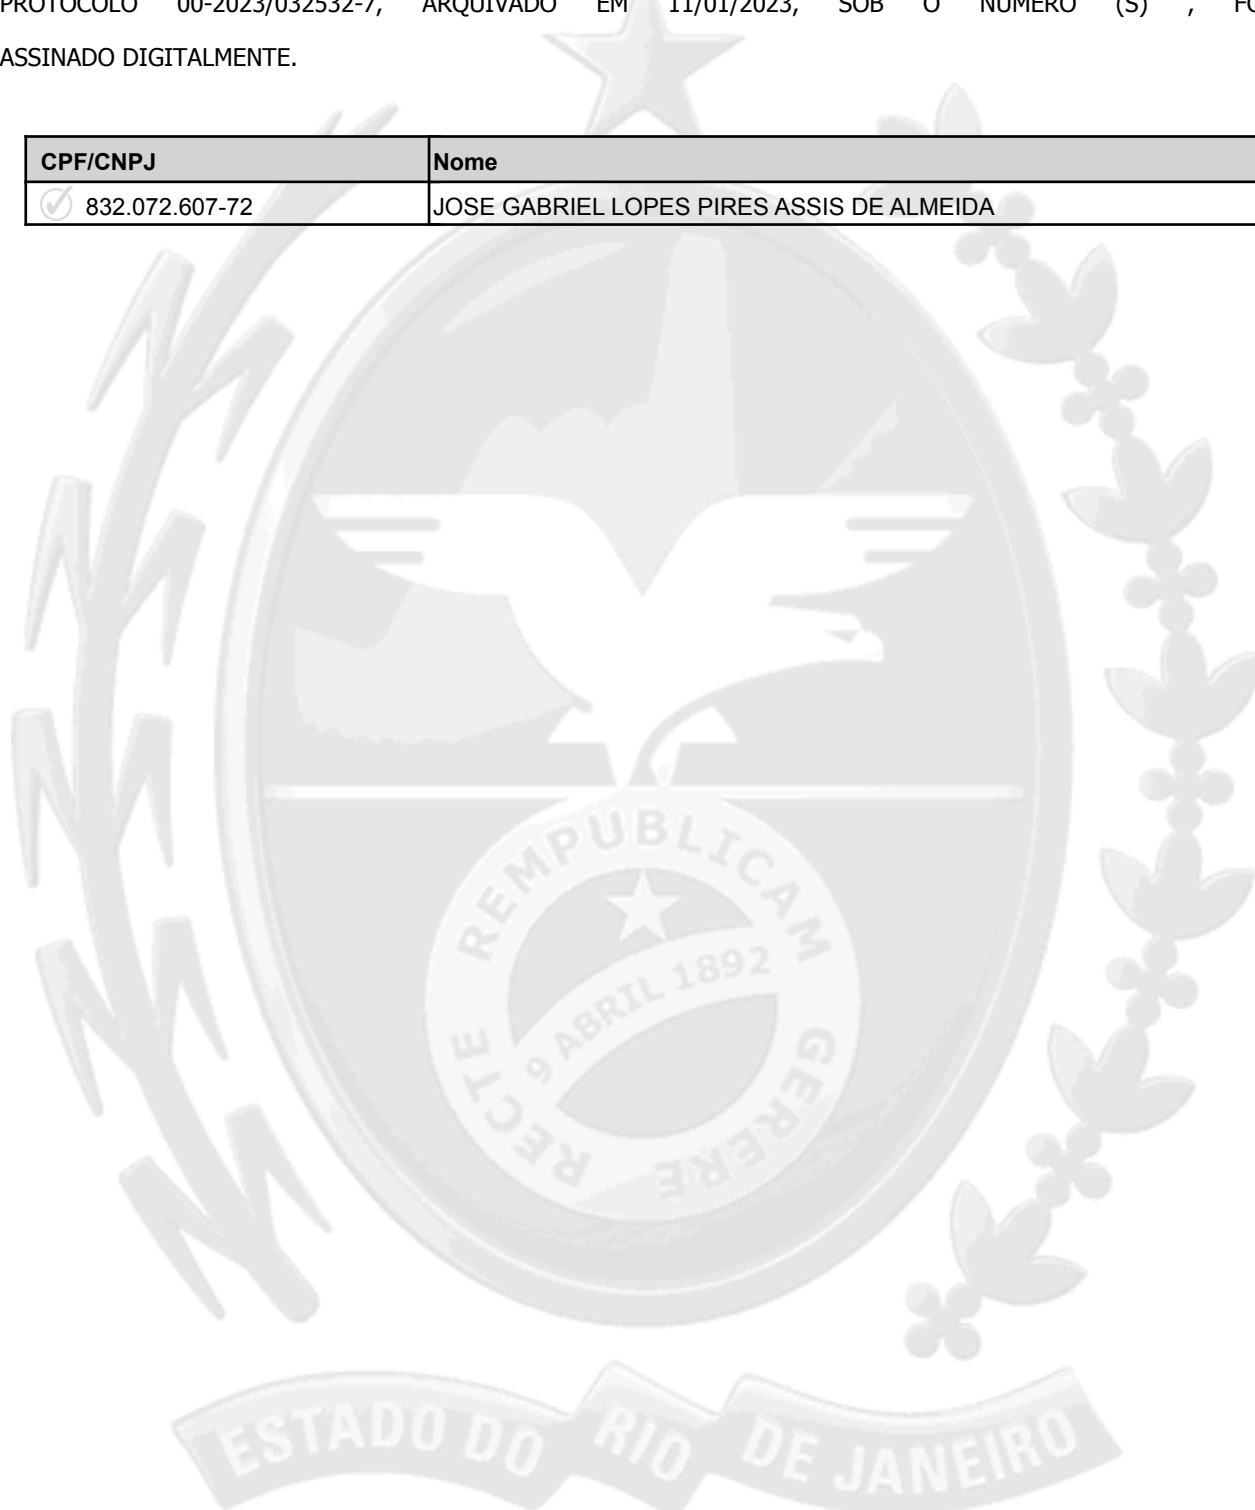 PROTOCOLO 00-2023/032532-7, ARQUIVADO EM 11/01/2023, SOB O NÚMERO (S) , FO
ASSINADO DIGITALMENTE.
CPF/CNPJ Nome
832.072.607-72 JOSE GABRIEL LOPES PIRES ASSIS DE ALMEIDA
RECTE REMPUBLICAM GERERE
9 ABRIL 1892
ESTADO DO RIO DE JANEIRO